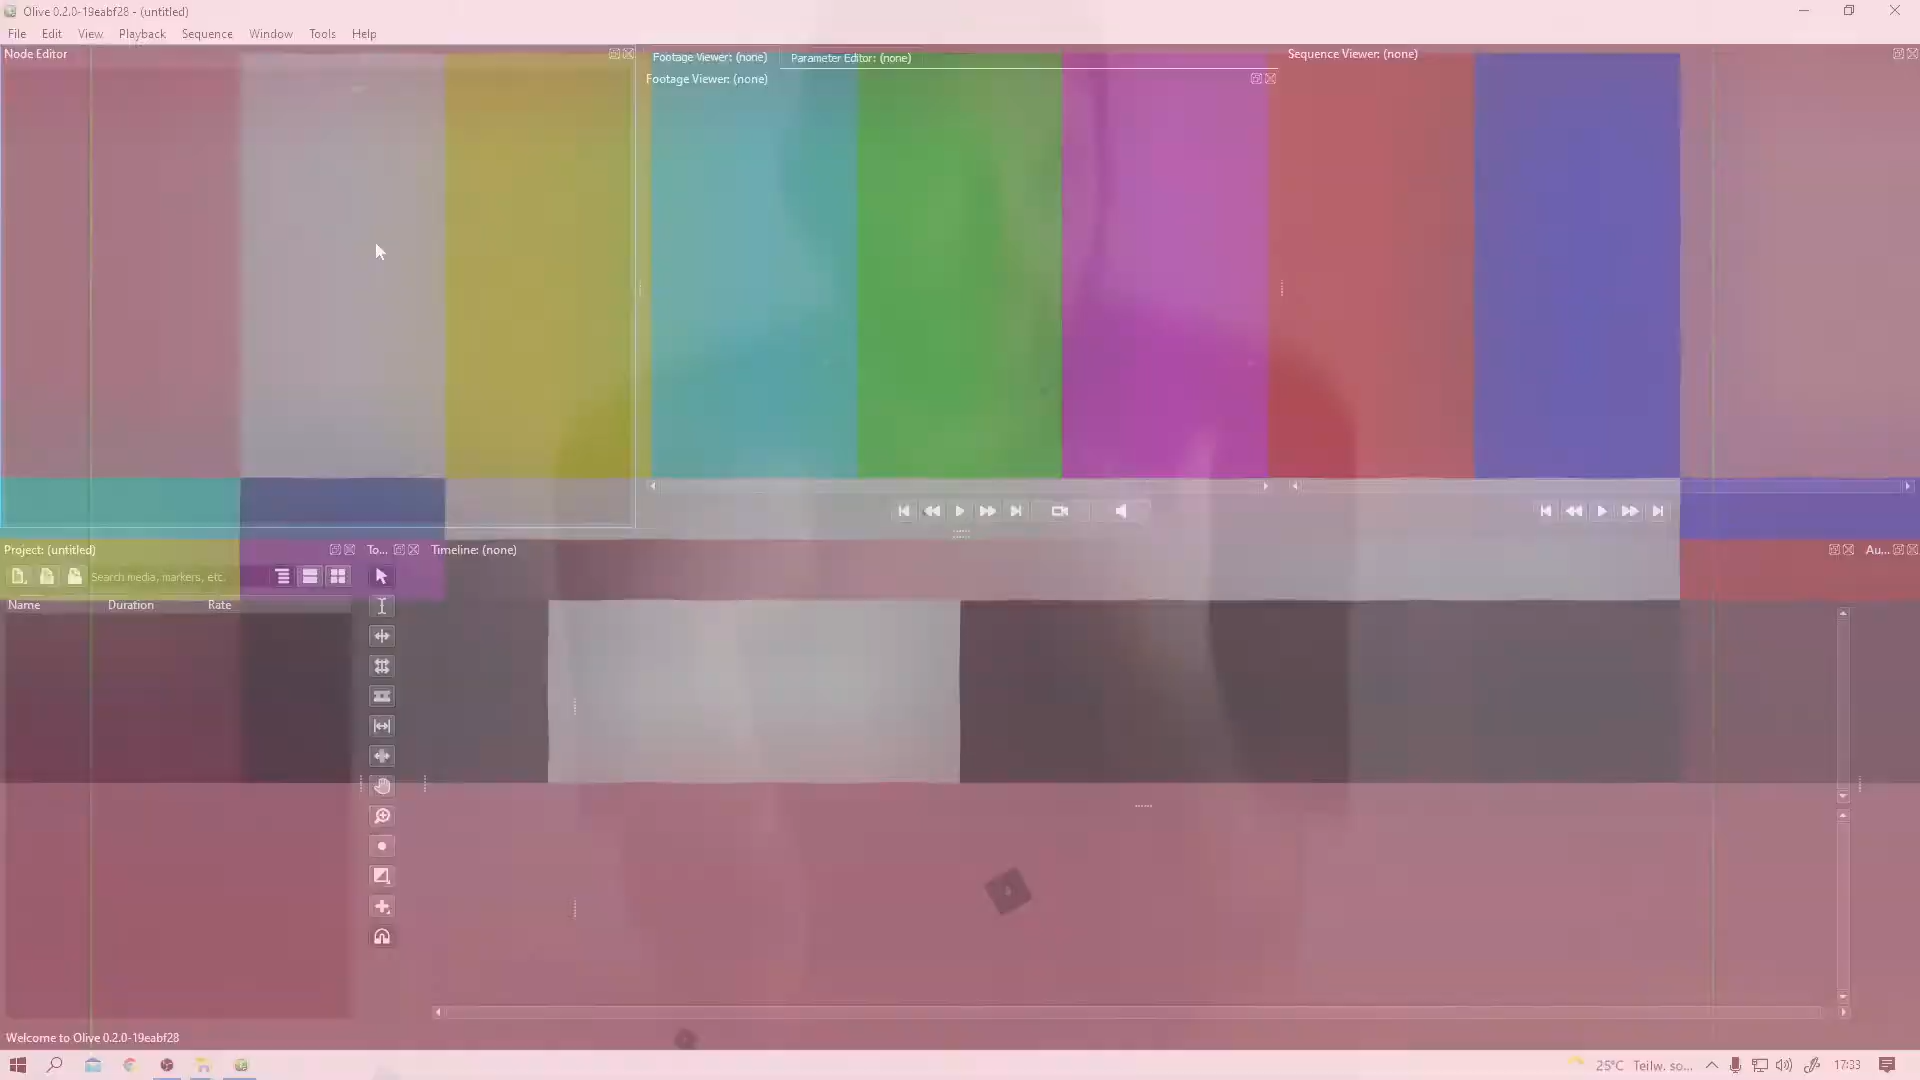 Olive 0.2.0-19eabf28 - (untitled)
File Edit View Playback Sequence Window Tools Help
Node Editor
Footage Viewer: (none) Parameter Editor: (none)
Footage Viewer: (none)
Sequence Viewer: (none)
Project: (untitled)
To...
Timeline: (none)
Au...
Search media, markers, etc.
Name Duration Rate
Welcome to Olive 0.2.0-19eabf28
25°C Teilw. so... 17:33